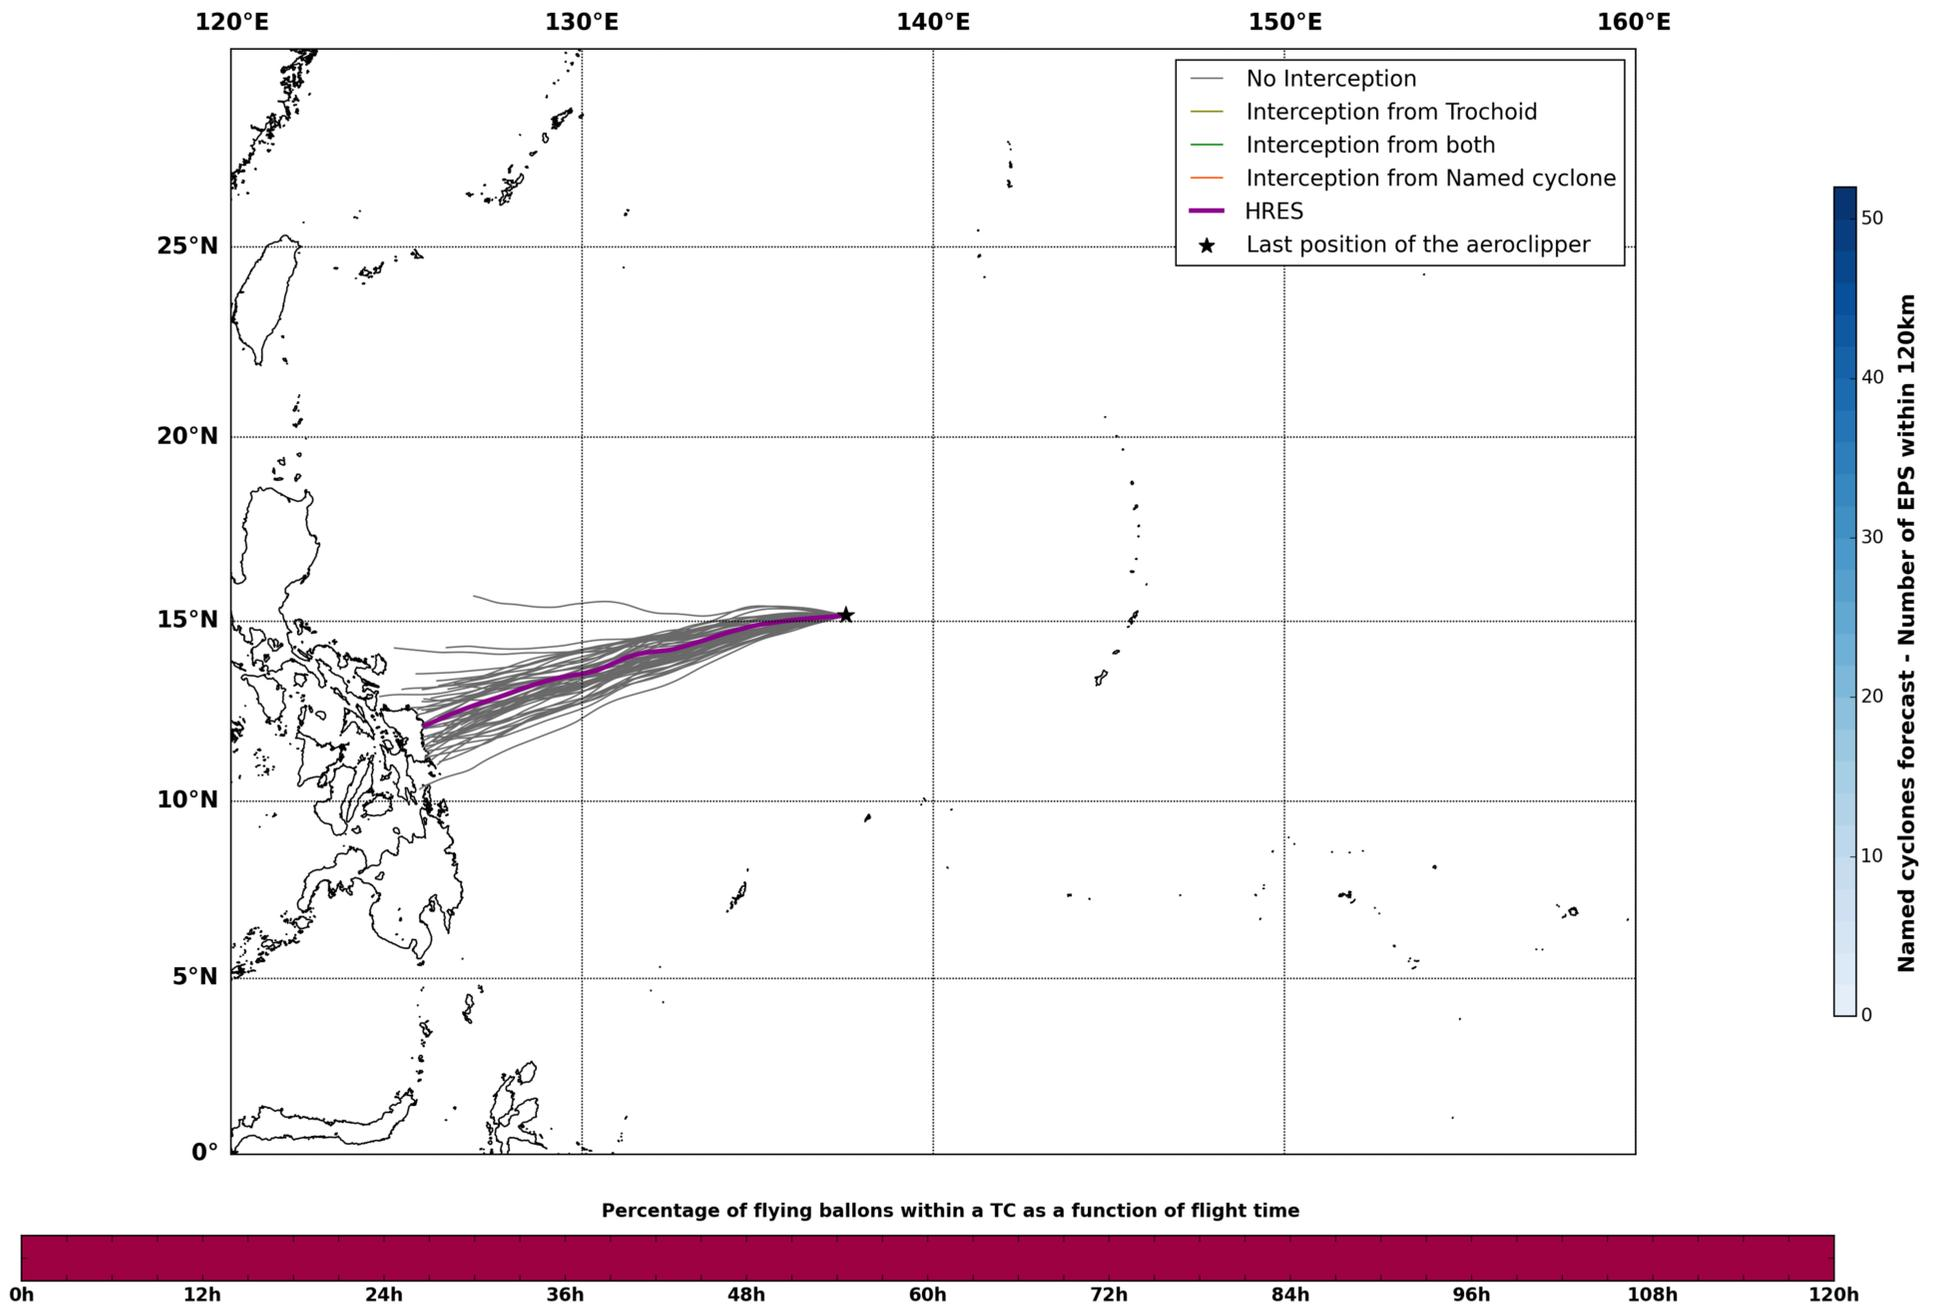 120°E 130°E 140°E 150°E 160°E
No Interception
Interception from Trochoid
Interception from both
Interception from Named cyclone
HRES
Last position of the aeroclipper
25°N
20°N
15°N
10°N
5°N
0°
50
40
30
20
10
0
Named cyclones forecast - Number of EPS within 120km
Percentage of flying ballons within a TC as a function of flight time
0h 12h 24h 36h 48h 60h 72h 84h 96h 108h 120h